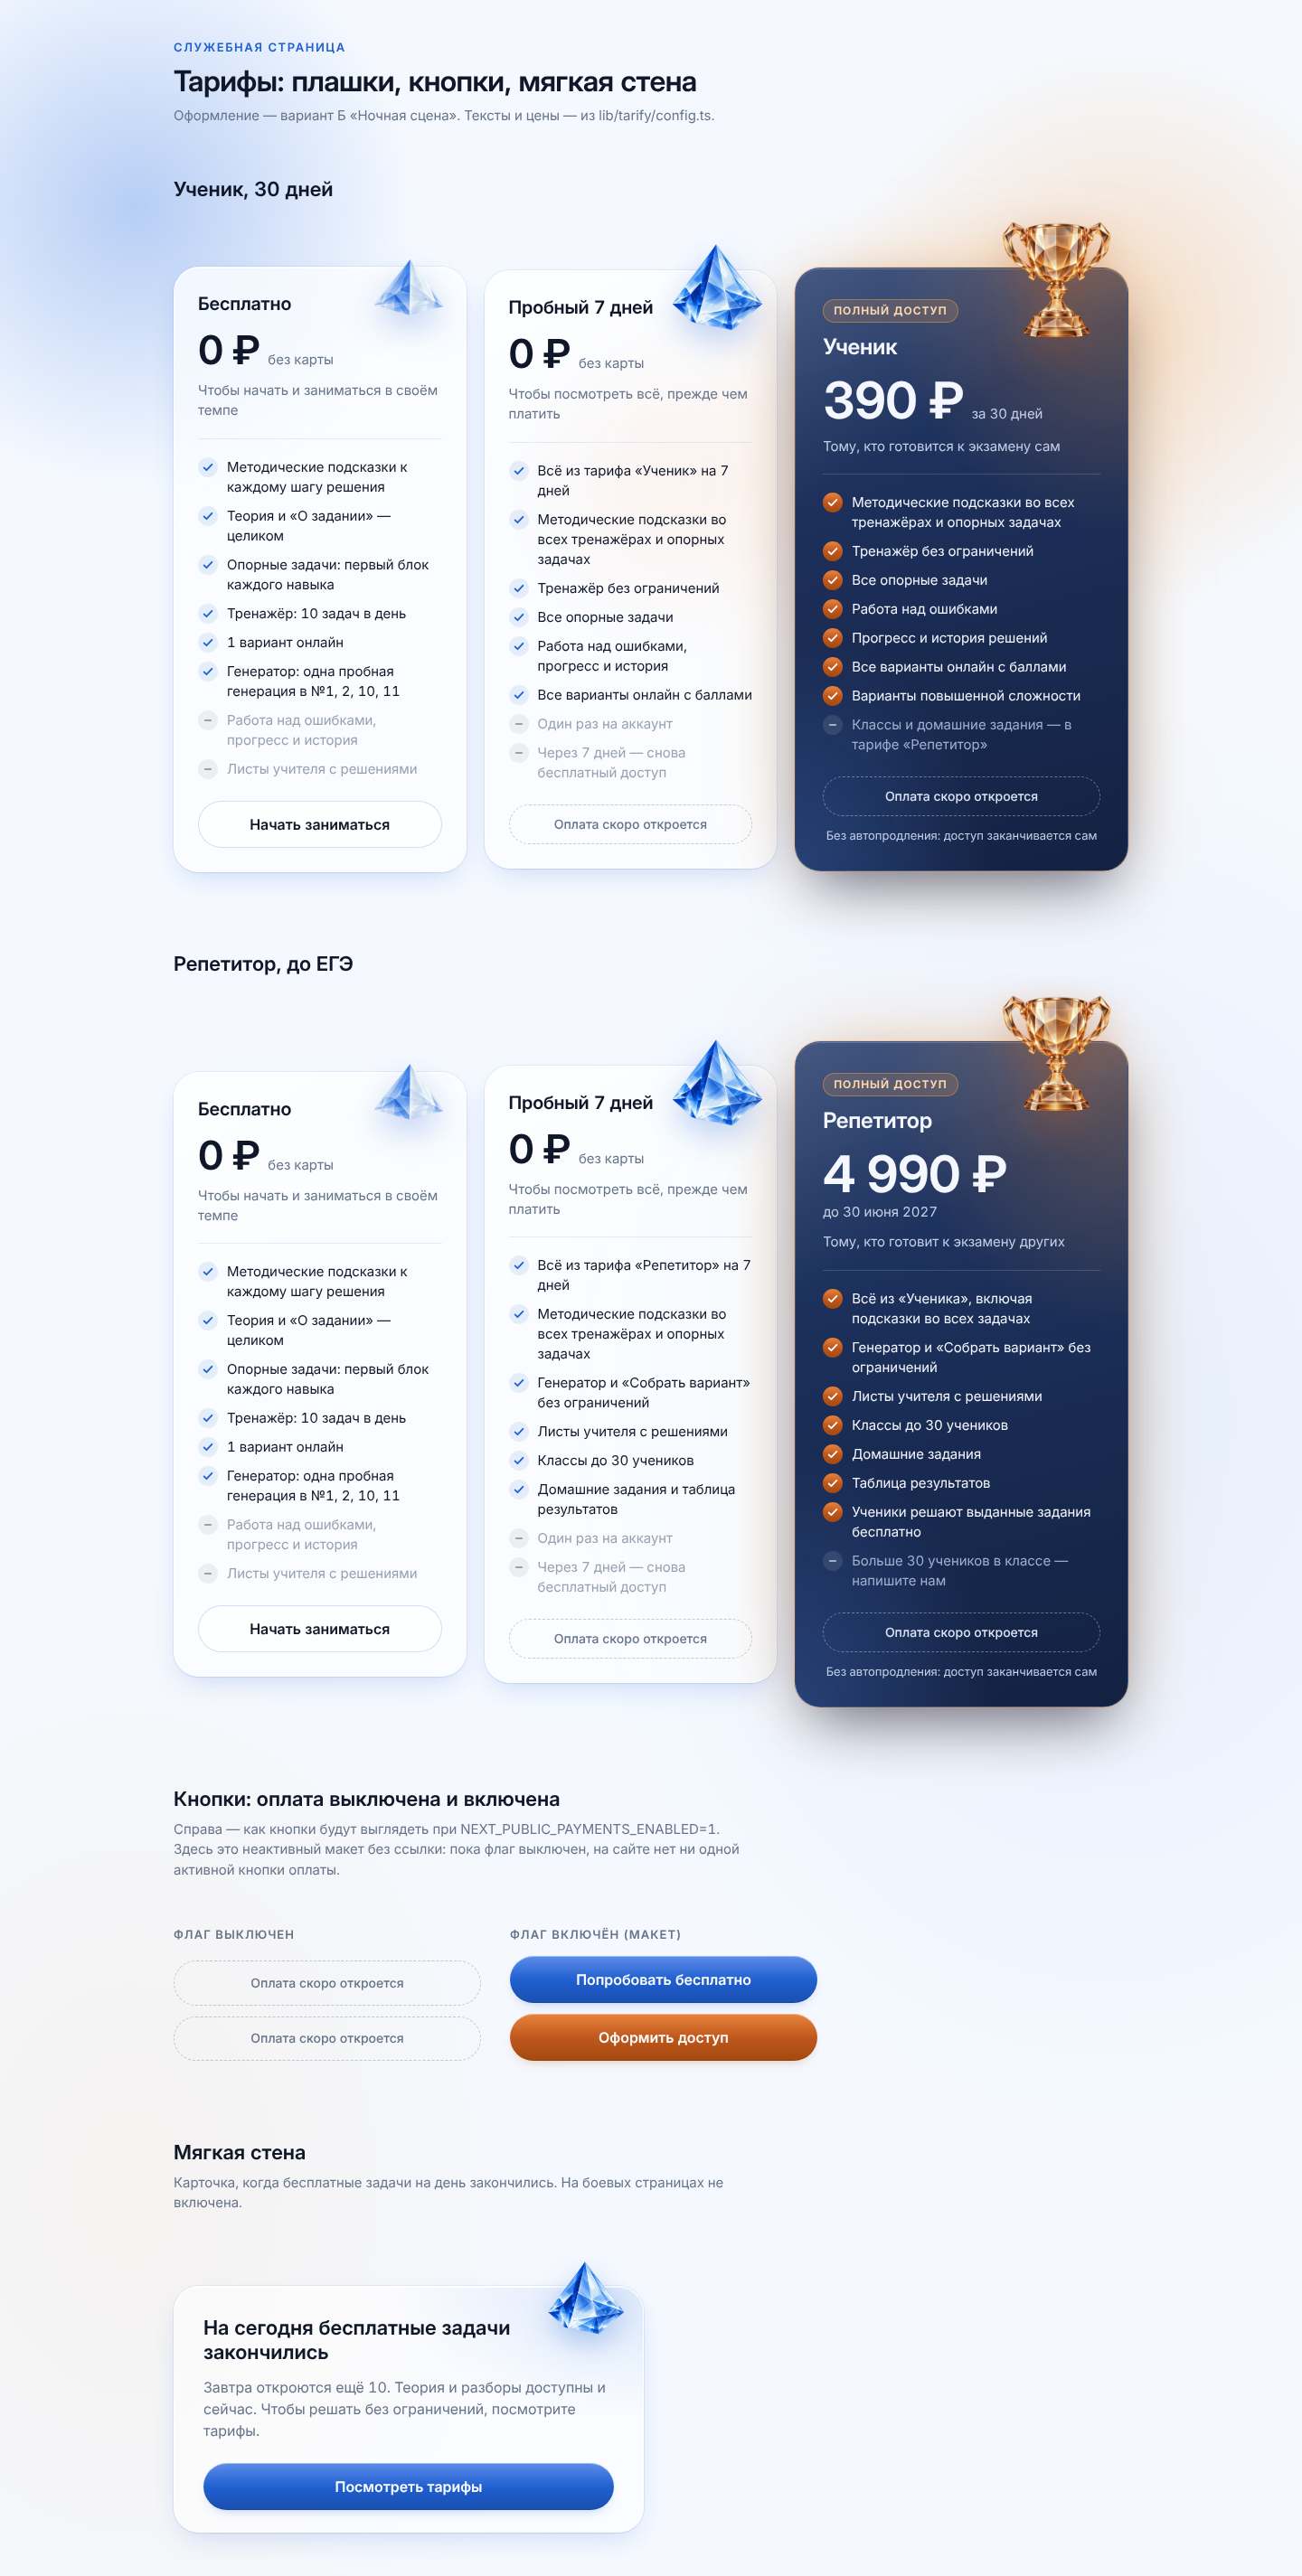 СЛУЖЕБНАЯ СТРАНИЦА
Тарифы: плашки, кнопки, мягкая стена
Оформление — вариант Б «Ночная сцена». Тексты и цены — из lib/tarify/config.ts.
Ученик, 30 дней
Бесплатно
0 ₽ без карты
Чтобы начать и заниматься в своём
темпе
Методические подсказки к
каждому шагу решения
Теория и «О задании» —
целиком
Опорные задачи: первый блок
каждого навыка
Тренажёр: 10 задач в день
1 вариант онлайн
Генератор: одна пробная
генерация в №1, 2, 10, 11
Работа над ошибками,
прогресс и история
Листы учителя с решениями
Начать заниматься
Пробный 7 дней
0 ₽ без карты
Чтобы посмотреть всё, прежде чем
платить
Всё из тарифа «Ученик» на 7
дней
Методические подсказки во
всех тренажёрах и опорных
задачах
Тренажёр без ограничений
Все опорные задачи
Работа над ошибками,
прогресс и история
Все варианты онлайн с баллами
Один раз на аккаунт
Через 7 дней — снова
бесплатный доступ
Оплата скоро откроется
ПОЛНЫЙ ДОСТУП
Ученик
390 ₽ за 30 дней
Тому, кто готовится к экзамену сам
Методические подсказки во всех
тренажёрах и опорных задачах
Тренажёр без ограничений
Все опорные задачи
Работа над ошибками
Прогресс и история решений
Все варианты онлайн с баллами
Варианты повышенной сложности
Классы и домашние задания — в
тарифе «Репетитор»
Оплата скоро откроется
Без автопродления: доступ заканчивается сам
Репетитор, до ЕГЭ
Бесплатно
0 ₽ без карты
Чтобы начать и заниматься в своём
темпе
Методические подсказки к
каждому шагу решения
Теория и «О задании» —
целиком
Опорные задачи: первый блок
каждого навыка
Тренажёр: 10 задач в день
1 вариант онлайн
Генератор: одна пробная
генерация в №1, 2, 10, 11
Работа над ошибками,
прогресс и история
Листы учителя с решениями
Начать заниматься
Пробный 7 дней
0 ₽ без карты
Чтобы посмотреть всё, прежде чем
платить
Всё из тарифа «Репетитор» на 7
дней
Методические подсказки во
всех тренажёрах и опорных
задачах
Генератор и «Собрать вариант»
без ограничений
Листы учителя с решениями
Классы до 30 учеников
Домашние задания и таблица
результатов
Один раз на аккаунт
Через 7 дней — снова
бесплатный доступ
Оплата скоро откроется
ПОЛНЫЙ ДОСТУП
Репетитор
4 990 ₽
до 30 июня 2027
Тому, кто готовит к экзамену других
Всё из «Ученика», включая
подсказки во всех задачах
Генератор и «Собрать вариант» без
ограничений
Листы учителя с решениями
Классы до 30 учеников
Домашние задания
Таблица результатов
Ученики решают выданные задания
бесплатно
Больше 30 учеников в классе —
напишите нам
Оплата скоро откроется
Без автопродления: доступ заканчивается сам
Кнопки: оплата выключена и включена
Справа — как кнопки будут выглядеть при NEXT_PUBLIC_PAYMENTS_ENABLED=1.
Здесь это неактивный макет без ссылки: пока флаг выключен, на сайте нет ни одной
активной кнопки оплаты.
ФЛАГ ВЫКЛЮЧЕН
Оплата скоро откроется
Оплата скоро откроется
ФЛАГ ВКЛЮЧЁН (МАКЕТ)
Попробовать бесплатно
Оформить доступ
Мягкая стена
Карточка, когда бесплатные задачи на день закончились. На боевых страницах не
включена.
На сегодня бесплатные задачи
закончились
Завтра откроются ещё 10. Теория и разборы доступны и
сейчас. Чтобы решать без ограничений, посмотрите
тарифы.
Посмотреть тарифы